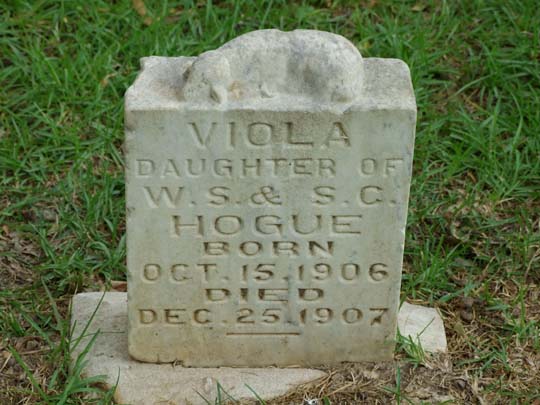 VIOLA
DAUGHTER OF
W. S. & S. C.
HOGUE
BORN
OCT. 15. 1906
DIED
DEC. 25. 1907